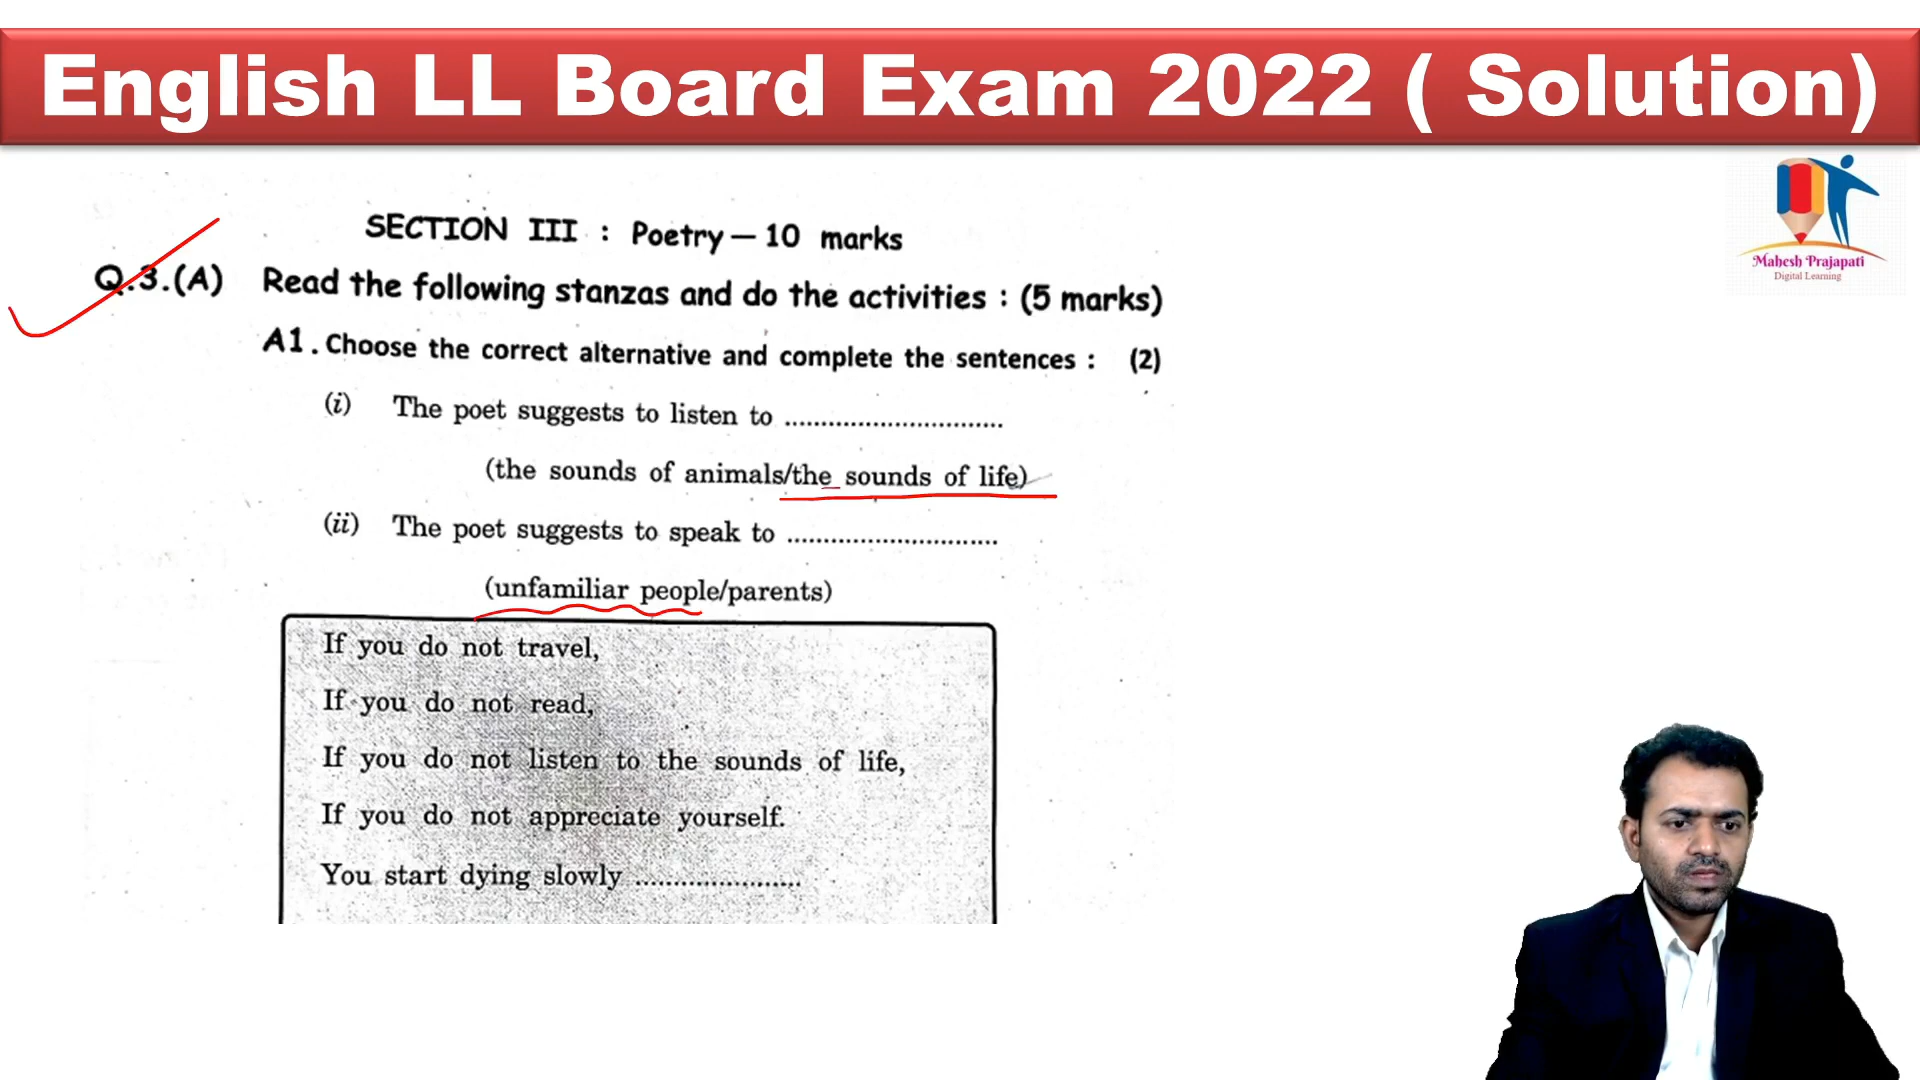 English LL Board Exam 2022 ( Solution)
Mahesh Prajapati
Digital Learning
SECTION III : Poetry — 10 marks
Q.3.(A) Read the following stanzas and do the activities : (5 marks)
A1. Choose the correct alternative and complete the sentences : (2)
(i) The poet suggests to listen to ..............................
(the sounds of animals/the sounds of life)
(ii) The poet suggests to speak to .............................
(unfamiliar people/parents)
If you do not travel,
If you do not read,
If you do not listen to the sounds of life,
If you do not appreciate yourself.
You start dying slowly .......................